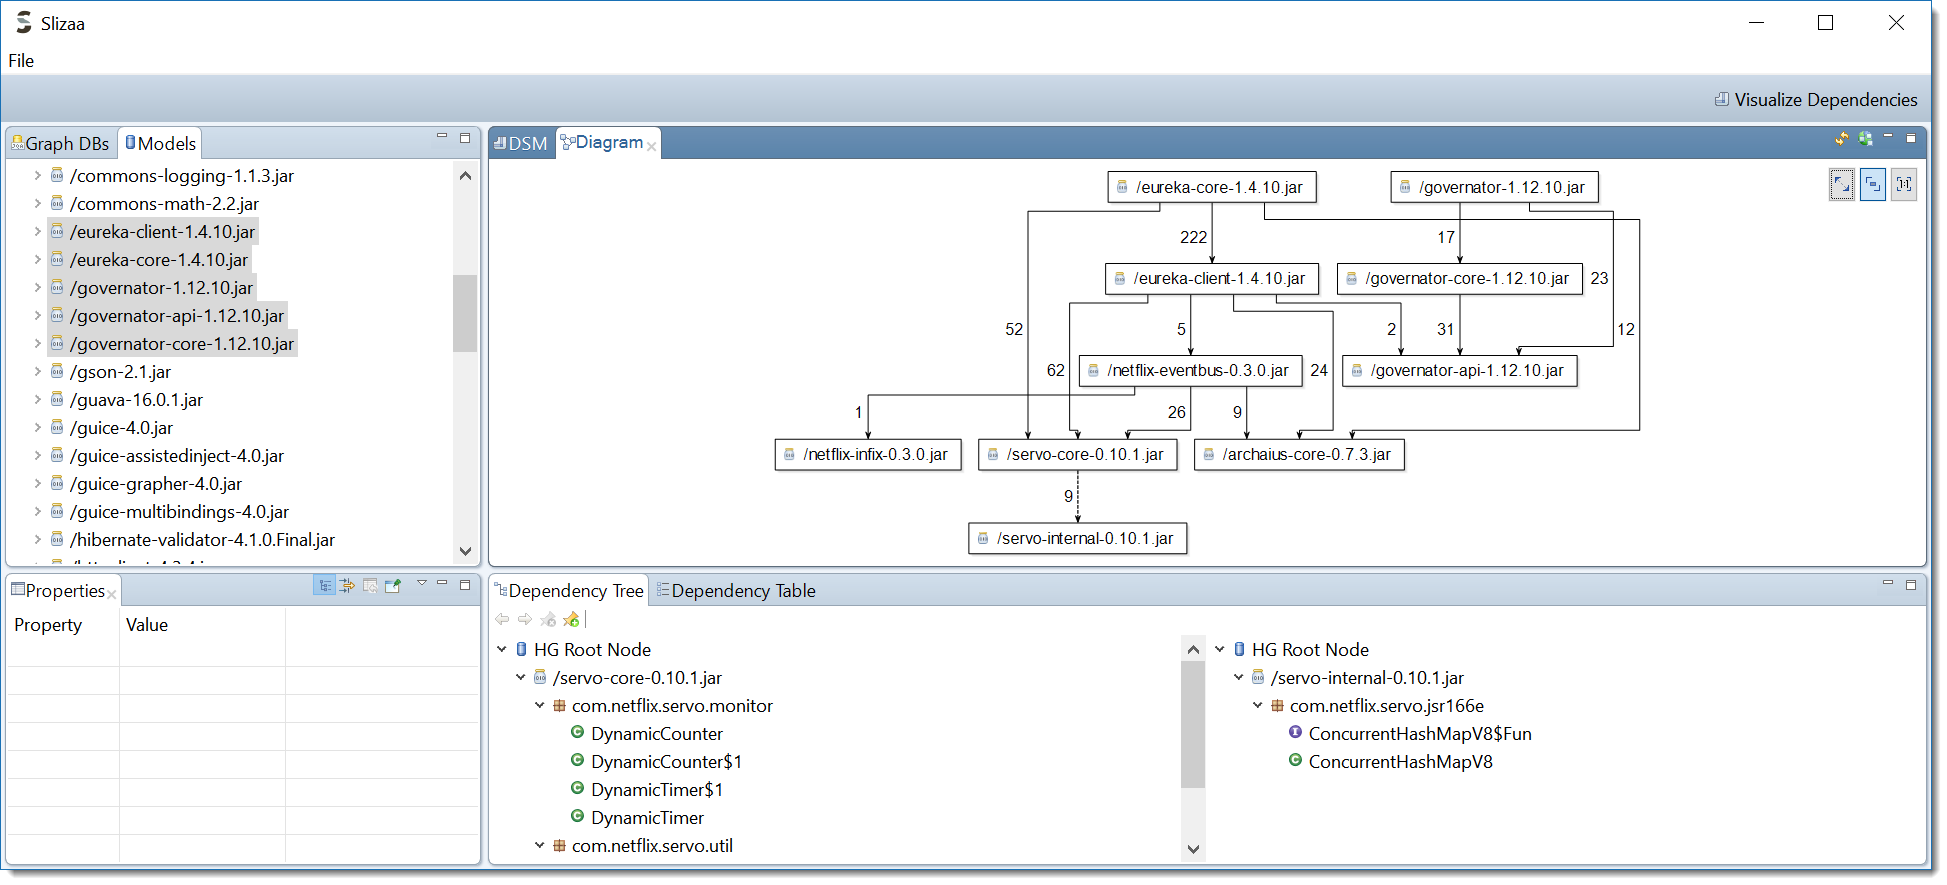 Slizaa
File
Visualize Dependencies
Graph DBs
Models
/commons-logging-1.1.3.jar
/commons-math-2.2.jar
/eureka-client-1.4.10.jar
/eureka-core-1.4.10.jar
/governator-1.12.10.jar
/governator-api-1.12.10.jar
/governator-core-1.12.10.jar
/gson-2.1.jar
/guava-16.0.1.jar
/guice-4.0.jar
/guice-assistedinject-4.0.jar
/guice-grapher-4.0.jar
/guice-multibindings-4.0.jar
/hibernate-validator-4.1.0.Final.jar
DSM
Diagram
/eureka-core-1.4.10.jar
/governator-1.12.10.jar
222
17
/eureka-client-1.4.10.jar
/governator-core-1.12.10.jar
23
52
5
2
31
12
62
/netflix-eventbus-0.3.0.jar
24
/governator-api-1.12.10.jar
1
26
9
/netflix-infix-0.3.0.jar
/servo-core-0.10.1.jar
/archaius-core-0.7.3.jar
9
/servo-internal-0.10.1.jar
Properties
Property
Value
Dependency Tree
Dependency Table
HG Root Node
/servo-core-0.10.1.jar
com.netflix.servo.monitor
DynamicCounter
DynamicCounter$1
DynamicTimer$1
DynamicTimer
com.netflix.servo.util
HG Root Node
/servo-internal-0.10.1.jar
com.netflix.servo.jsr166e
ConcurrentHashMapV8$Fun
ConcurrentHashMapV8